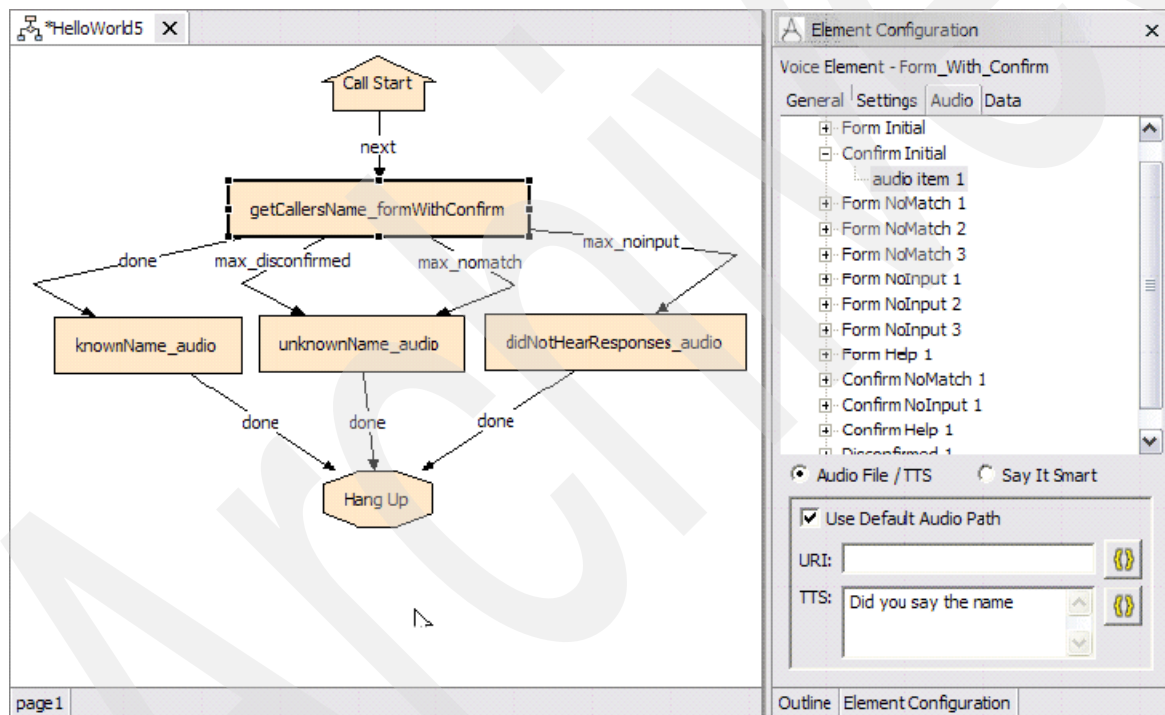 *HelloWorld5
Call Start
next
getCallersName_formWithConfirm
done
max_disconfirmed
max_nomatch
max_noinput
knownName_audio
unknownName_audio
didNotHearResponses_audio
done
done
done
Hang Up
page1
Element Configuration
Voice Element - Form_With_Confirm
General Settings Audio Data
Form Initial
Confirm Initial
audio item 1
Form NoMatch 1
Form NoMatch 2
Form NoMatch 3
Form NoInput 1
Form NoInput 2
Form NoInput 3
Form Help 1
Confirm NoMatch 1
Confirm NoInput 1
Confirm Help 1
Disconfirmed 1
Audio File / TTS Say It Smart
Use Default Audio Path
URI:
TTS: Did you say the name
Outline Element Configuration